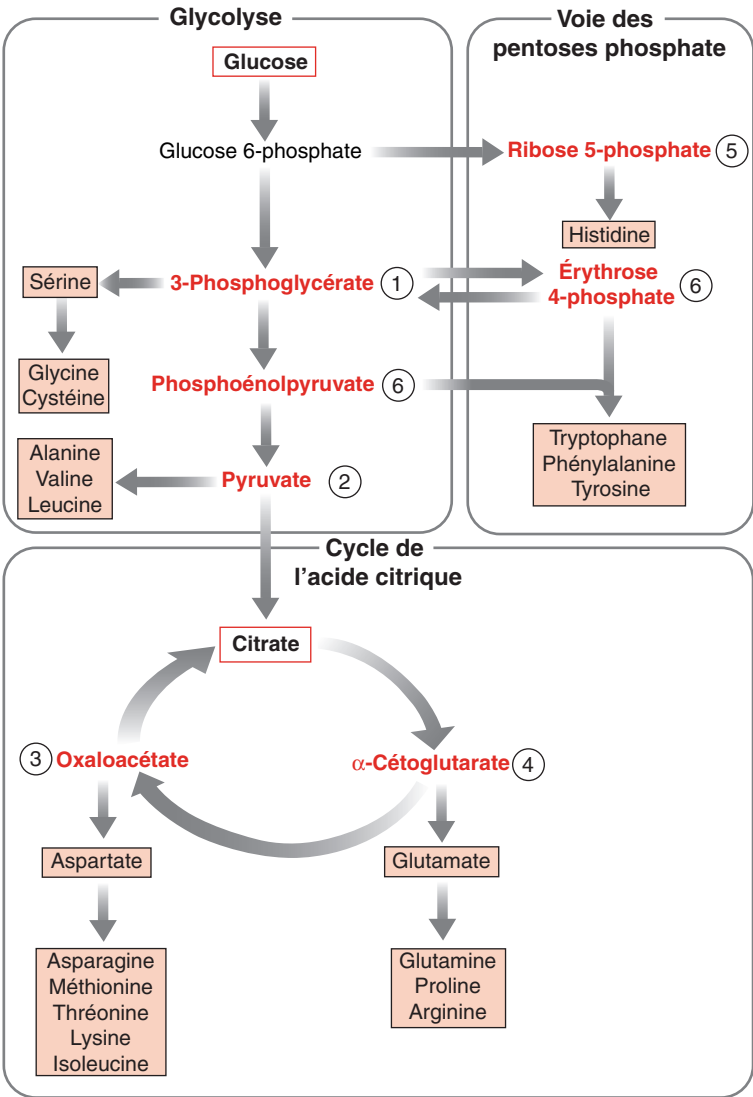 Glycolyse
Voie des
pentoses phosphate
Glucose
Glucose 6-phosphate
Ribose 5-phosphate 5
Histidine
Sérine
3-Phosphoglycérate 1
Érythrose
4-phosphate 6
Glycine
Cystéine
Phosphoénolpyruvate 6
Tryptophane
Phénylalanine
Tyrosine
Alanine
Valine
Leucine
Pyruvate 2
Cycle de
l'acide citrique
Citrate
3 Oxaloacétate
α-Cétoglutarate 4
Aspartate
Glutamate
Asparagine
Méthionine
Thréonine
Lysine
Isoleucine
Glutamine
Proline
Arginine